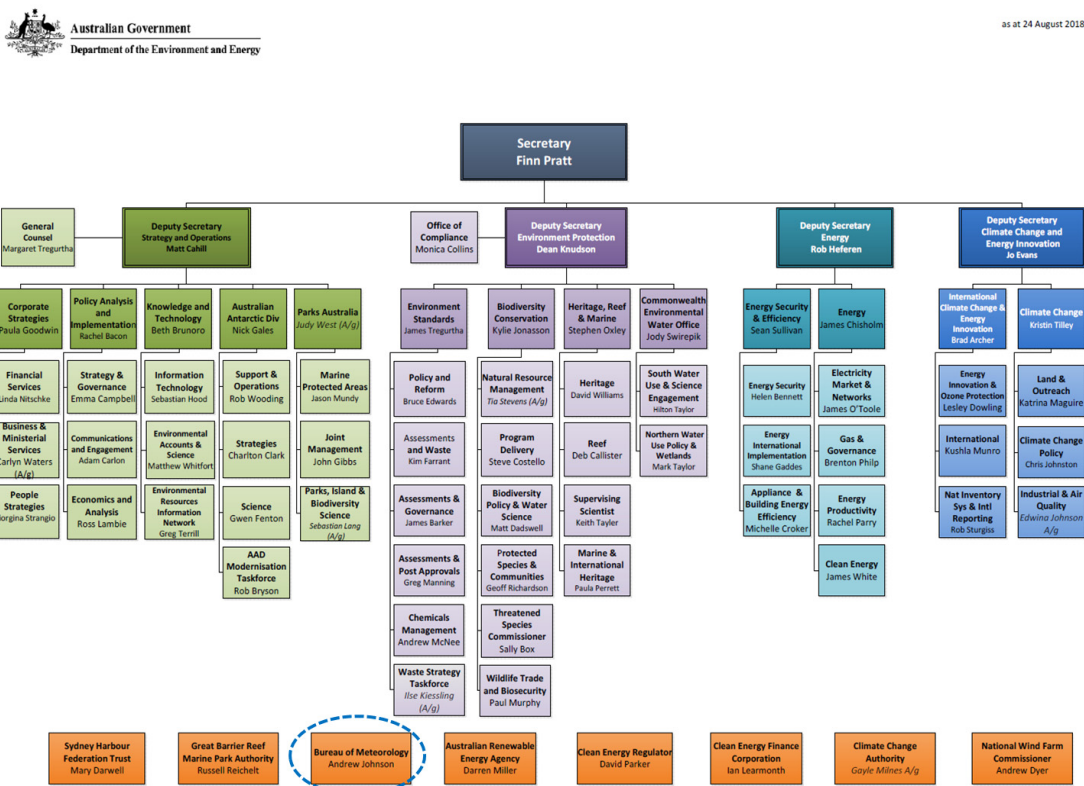 Australian Government
Department of the Environment and Energy
as at 24 August 2018
Secretary
Finn Pratt
General
Counsel
Margaret Tregurtha
Deputy Secretary
Strategy and Operations
Matt Cahill
Office of
Compliance
Monica Collins
Deputy Secretary
Environment Protection
Dean Knudson
Deputy Secretary
Energy
Rob Heferen
Deputy Secretary
Climate Change and
Energy Innovation
Jo Evans
Corporate
Strategies
Paula Goodwin
Policy Analysis
and
Implementation
Rachel Bacon
Knowledge and
Technology
Beth Brunoro
Australian
Antarctic Div
Nick Gales
Parks Australia
Judy West (A/g)
Environment
Standards
James Tregurtha
Biodiversity
Conservation
Kylie Jonasson
Heritage, Reef
& Marine
Stephen Oxley
Commonwealth
Environmental
Water Office
Jody Swirepik
Energy Security
& Efficiency
Sean Sullivan
Energy
James Chisholm
International
Climate Change &
Energy
Innovation
Brad Archer
Climate Change
Kristin Tilley
Financial
Services
Linda Nitschke
Strategy &
Governance
Emma Campbell
Information
Technology
Sebastian Hood
Support &
Operations
Rob Wooding
Marine
Protected Areas
Jason Mundy
Policy and
Reform
Bruce Edwards
Natural Resource
Management
Tia Stevens (A/g)
Heritage
David Williams
South Water
Use & Science
Engagement
Hilton Taylor
Energy Security
Helen Bennett
Electricity
Market &
Networks
James O'Toole
Energy
Innovation &
Ozone Protection
Lesley Dowling
Land &
Outreach
Katrina Maguire
Business &
Ministerial
Services
Carlyn Waters
(A/g)
Communications
and Engagement
Adam Carlon
Environmental
Accounts &
Science
Matthew Whitfort
Strategies
Charlton Clark
Joint
Management
John Gibbs
Assessments
and Waste
Kim Farrant
Program
Delivery
Steve Costello
Reef
Deb Callister
Northern Water
Use Policy &
Wetlands
Mark Taylor
Energy
International
Implementation
Shane Gaddes
Gas &
Governance
Brenton Philp
International
Kushla Munro
Climate Change
Policy
Chris Johnston
People
Strategies
Strangio
Economics and
Analysis
Ross Lambie
Environmental
Resources
Information
Network
Greg Terrill
Science
Gwen Fenton
Parks, Island &
Biodiversity
Science
Sebastian Lang
(A/g)
Assessments &
Governance
James Barker
Biodiversity
Policy & Water
Science
Matt Dadswell
Supervising
Scientist
Keith Tayler
Appliance &
Building Energy
Efficiency
Michelle Croker
Energy
Productivity
Rachel Parry
Nat Inventory
Sys & Intl
Reporting
Rob Sturgiss
Industrial & Air
Quality
Edwina Johnson
A/g
AAD
Modernisation
Taskforce
Rob Bryson
Assessments &
Post Approvals
Greg Manning
Protected
Species &
Communities
Geoff Richardson
Marine &
International
Heritage
Paula Perrett
Clean Energy
James White
Chemicals
Management
Andrew McNee
Threatened
Species
Commissioner
Sally Box
Waste Strategy
Taskforce
Ilse Kiessling
(A/g)
Wildlife Trade
and Biosecurity
Paul Murphy
Sydney Harbour
Federation Trust
Mary Darwell
Great Barrier Reef
Marine Park Authority
Russell Reichelt
Bureau of Meteorology
Andrew Johnson
Australian Renewable
Energy Agency
Darren Miller
Clean Energy Regulator
David Parker
Clean Energy Finance
Corporation
Ian Learmonth
Climate Change
Authority
Gayle Milnes A/g
National Wind Farm
Commissioner
Andrew Dyer